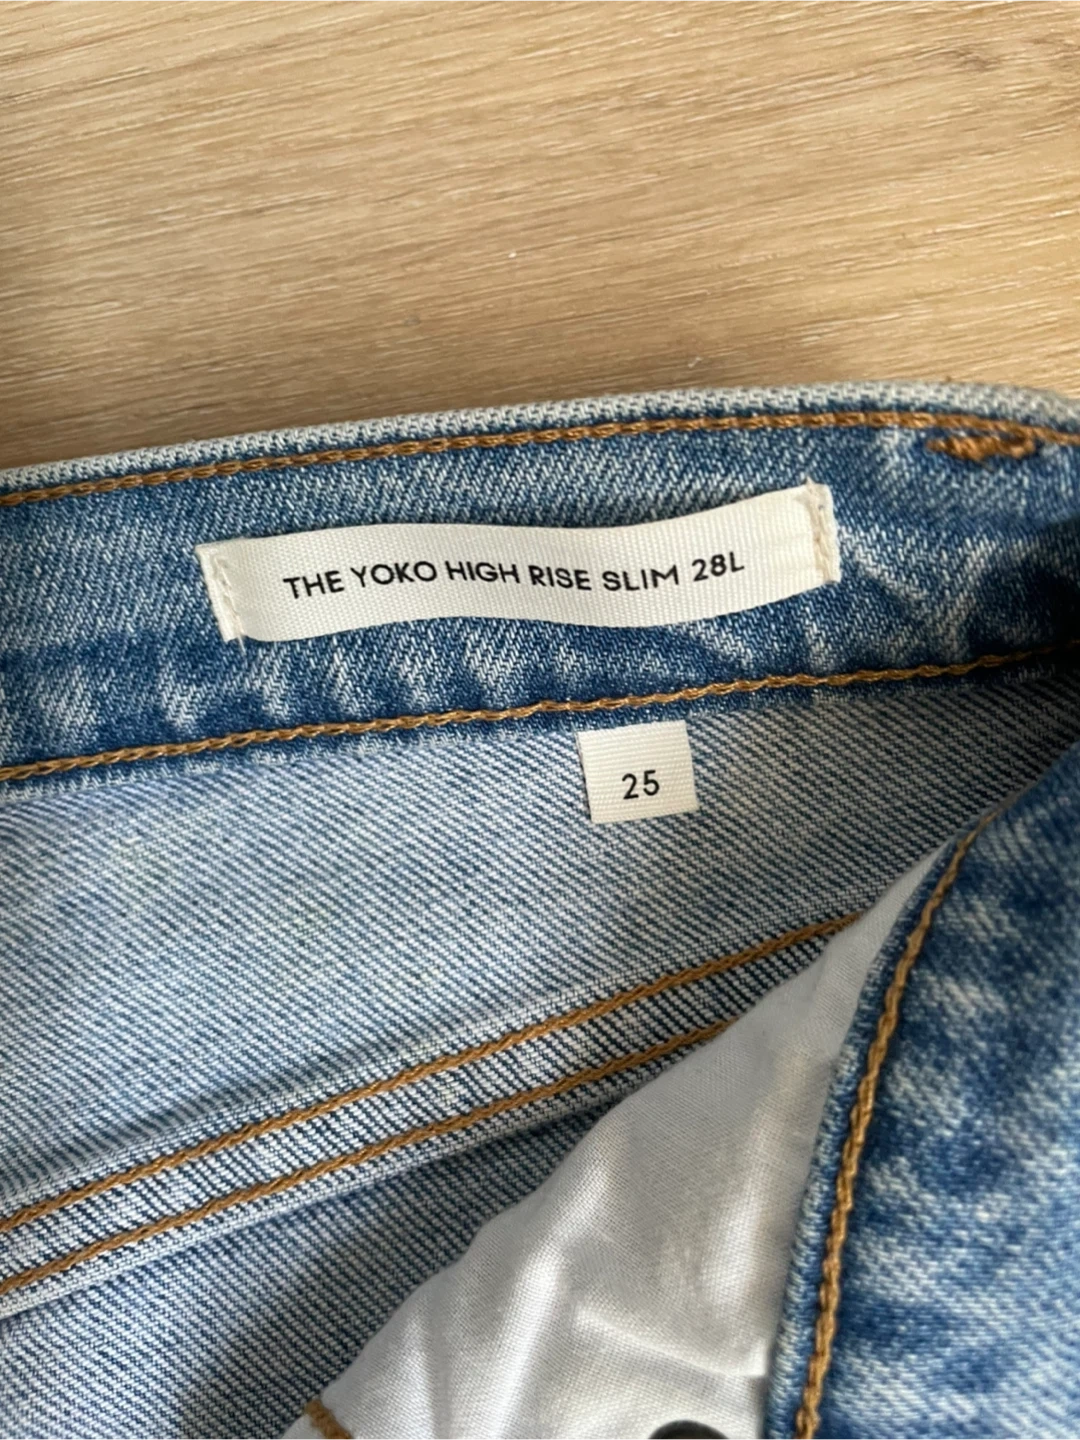 THE YOKO HIGH RISE SLIM 28L
25